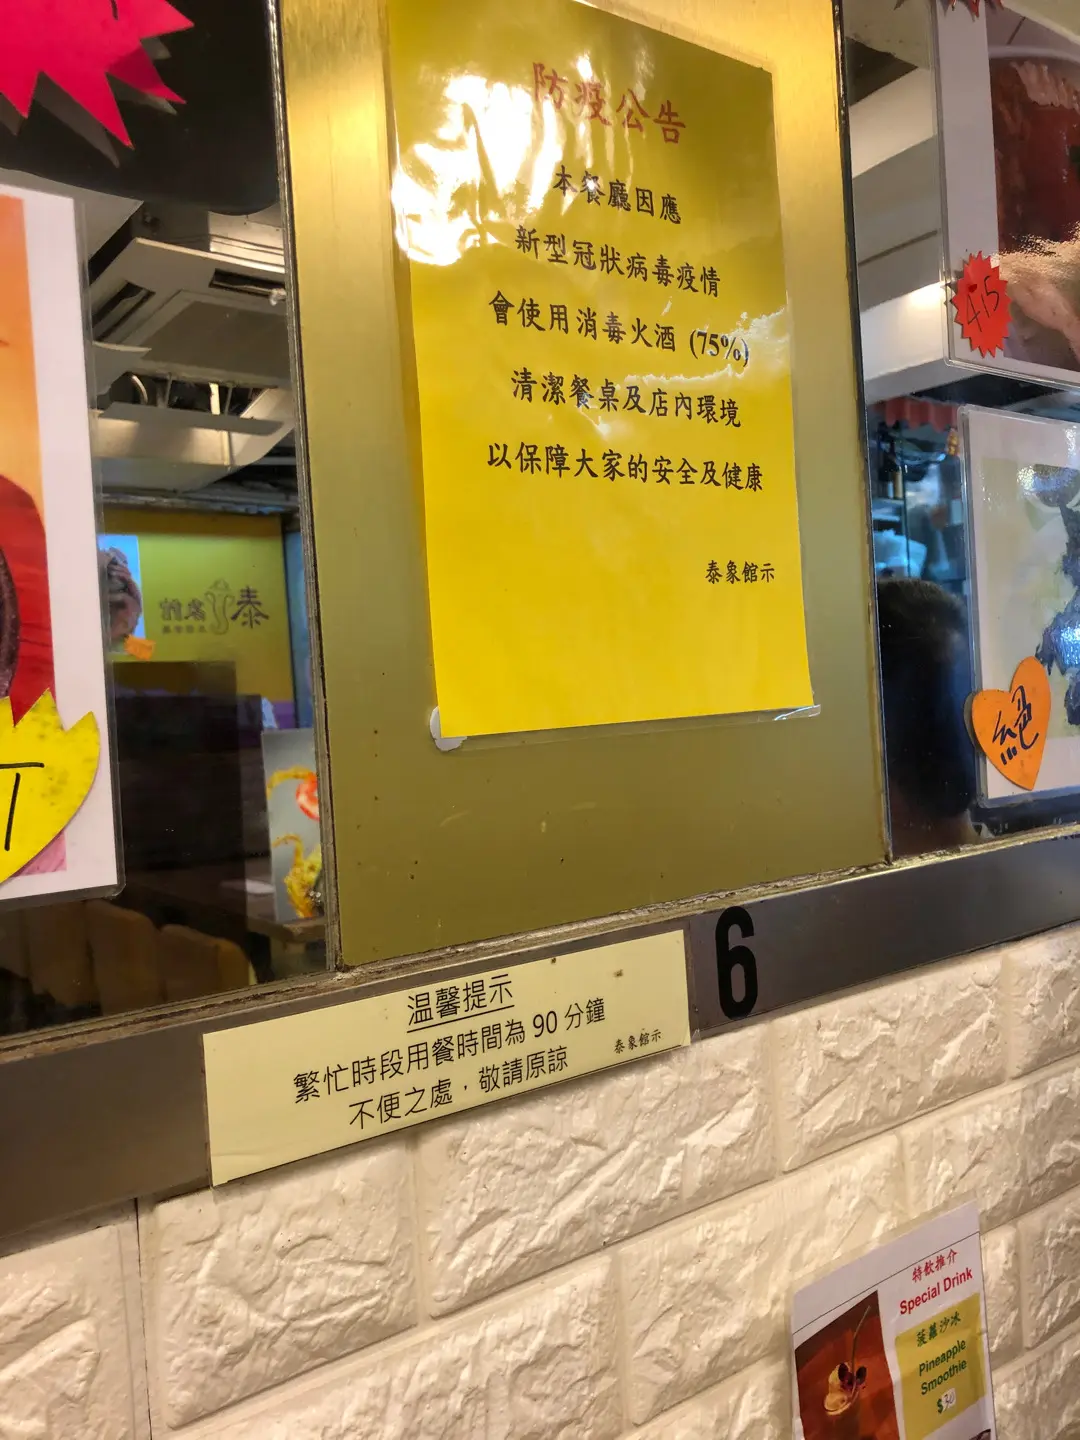 防疫公告
本餐廳因應
新型冠狀病毒疫情
會使用消毒火酒 (75%)
清潔餐桌及店內環境
以保障大家的安全及健康
泰象館示
415
絕
泰
6
温馨提示
繁忙時段用餐時間為 90 分鐘
不便之處，敬請原諒
泰象館示
特飲推介
Special Drink
菠蘿沙冰
Pineapple
Smoothie
$30